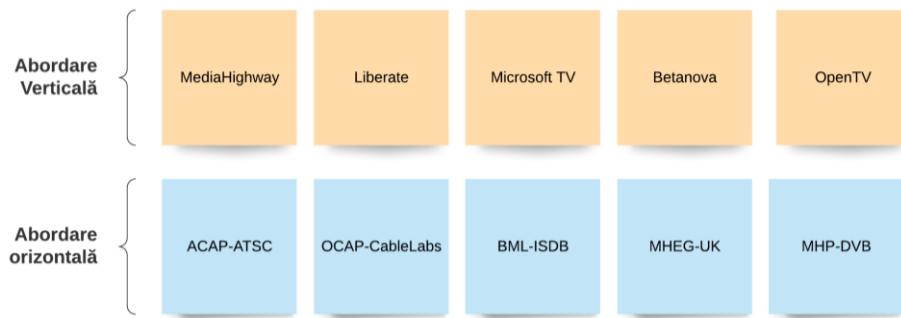 Abordare
Verticală
MediaHighway
Liberate
Microsoft TV
Betanova
OpenTV
Abordare
orizontală
ACAP-ATSC
OCAP-CableLabs
BML-ISDB
MHEG-UK
MHP-DVB